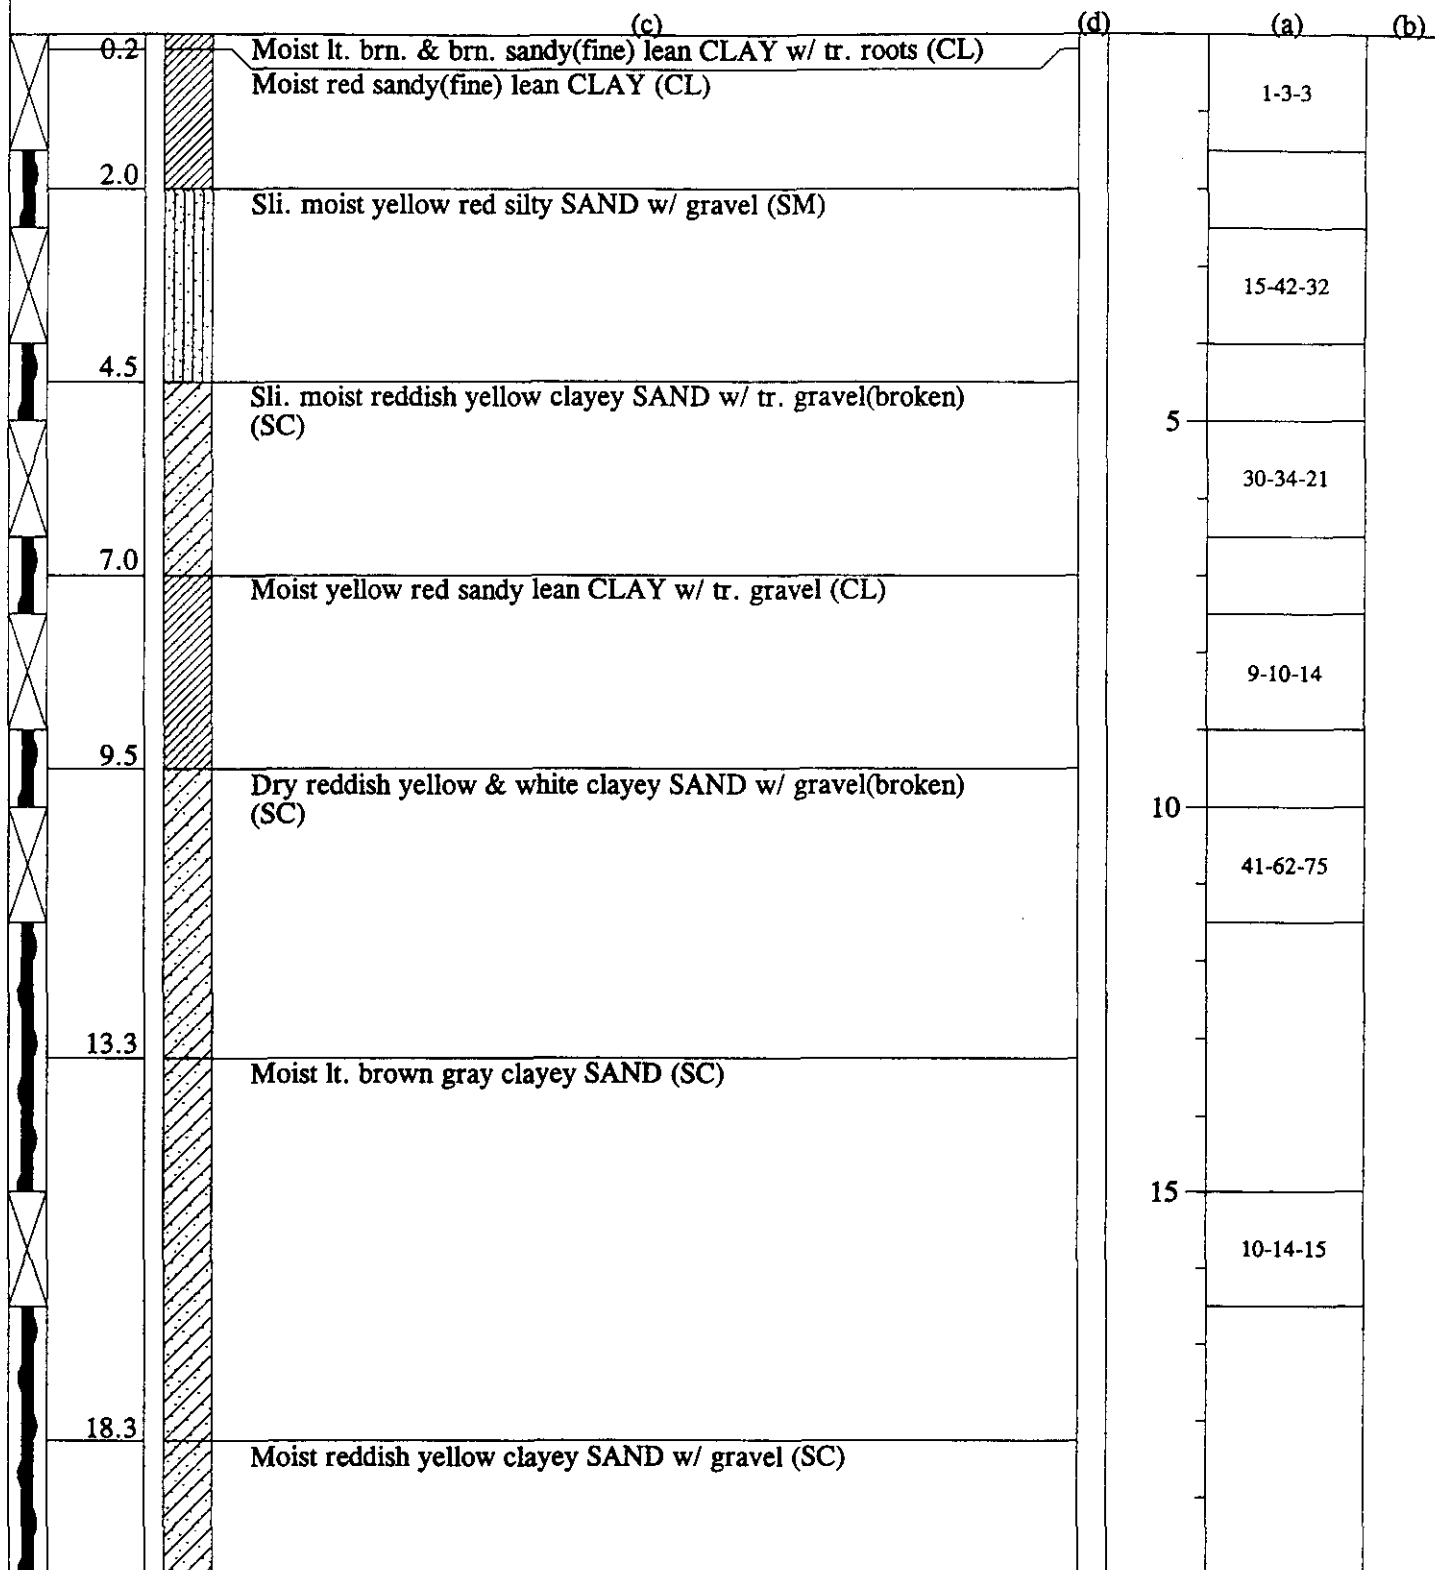 (c) (d) (a) (b)
0.2 Moist lt. brn. & brn. sandy(fine) lean CLAY w/ tr. roots (CL)
Moist red sandy(fine) lean CLAY (CL) 1-3-3
2.0
Sli. moist yellow red silty SAND w/ gravel (SM)
15-42-32
4.5
Sli. moist reddish yellow clayey SAND w/ tr. gravel(broken)
(SC) 5
30-34-21
7.0
Moist yellow red sandy lean CLAY w/ tr. gravel (CL)
9-10-14
9.5
Dry reddish yellow & white clayey SAND w/ gravel(broken)
(SC) 10
41-62-75
13.3
Moist lt. brown gray clayey SAND (SC)
15
10-14-15
18.3
Moist reddish yellow clayey SAND w/ gravel (SC)